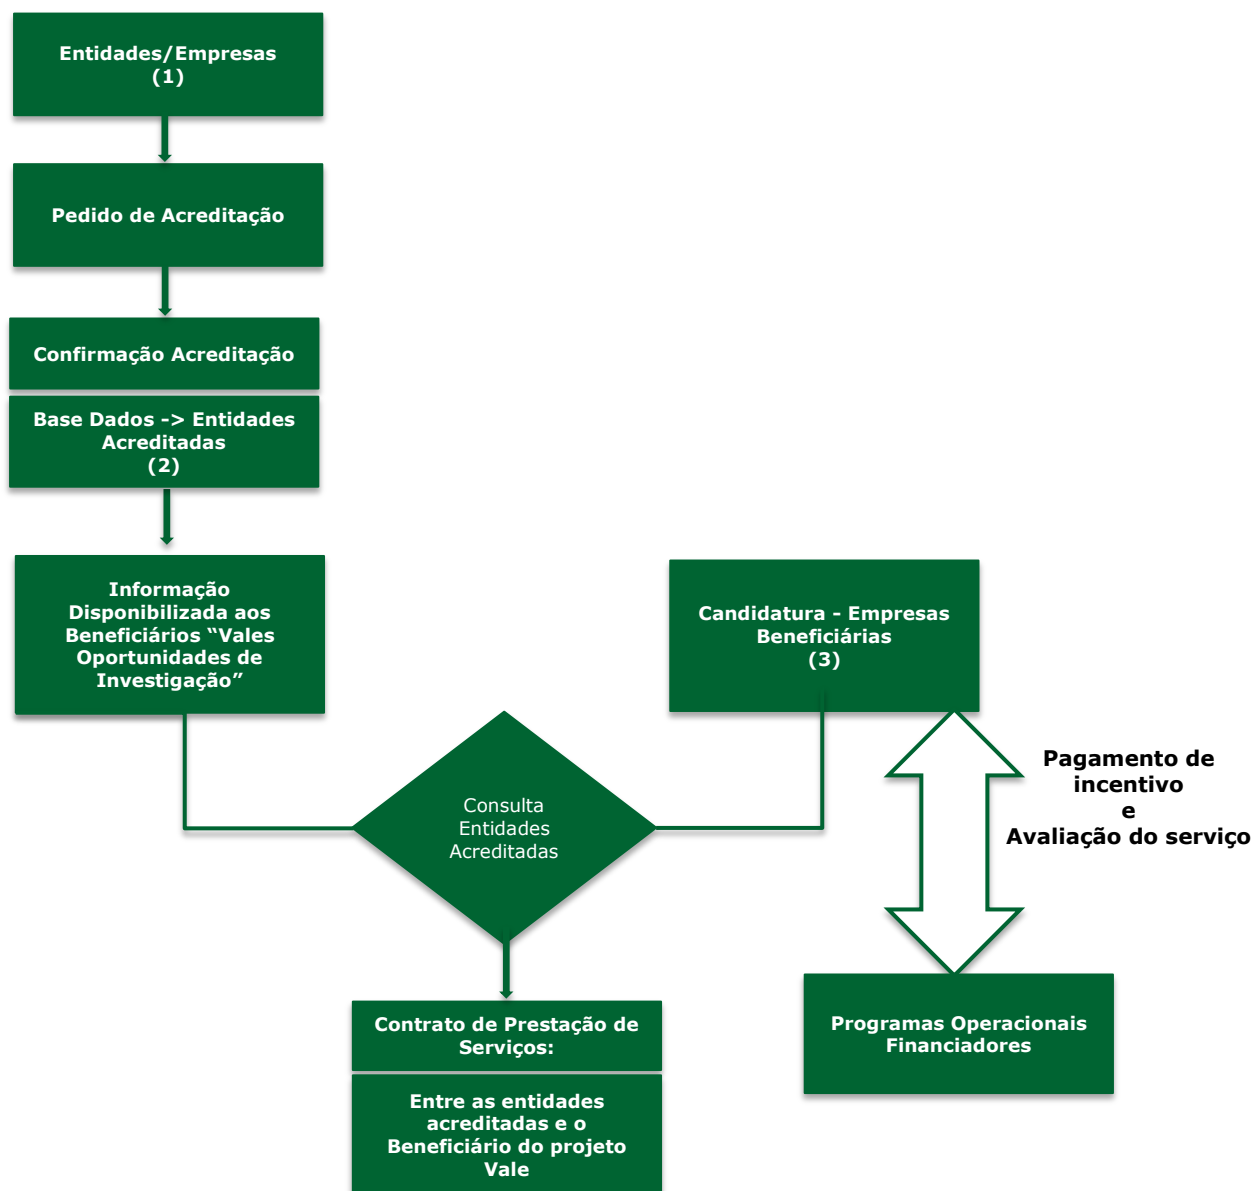 Entidades/Empresas
(1)
Pedido de Acreditação
Confirmação Acreditação
Base Dados -> Entidades
Acreditadas
(2)
Informação
Disponibilizada aos
Beneficiários “Vales
Oportunidades de
Investigação”
Candidatura - Empresas
Beneficiárias
(3)
Pagamento de
incentivo
e
Avaliação do serviço
Consulta
Entidades
Acreditadas
Contrato de Prestação de
Serviços:
Entre as entidades
acreditadas e o
Beneficiário do projeto
Vale
Programas Operacionais
Financiadores